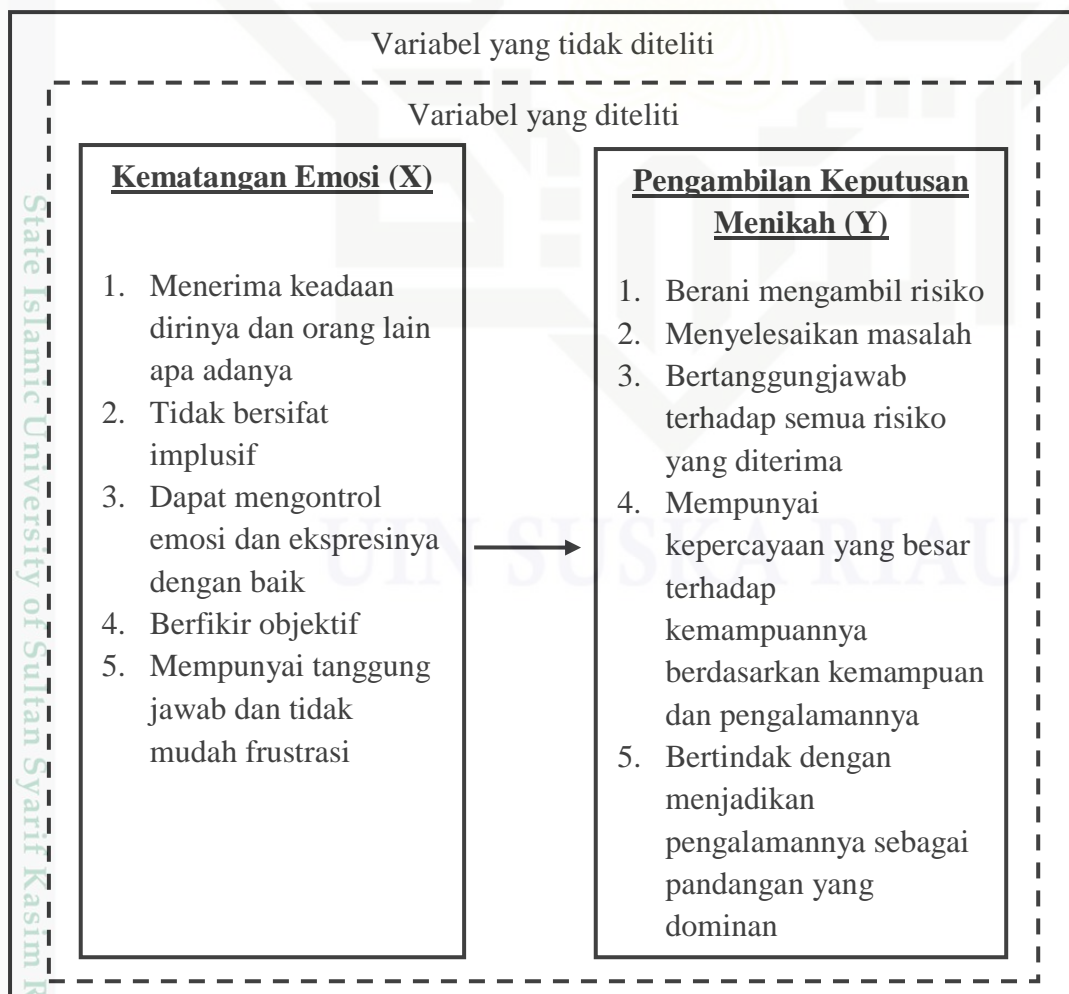 Variabel yang tidak diteliti
Variabel yang diteliti
Kematangan Emosi (X)
1. Menerima keadaan
dirinya dan orang lain
apa adanya
2. Tidak bersifat
implusif
3. Dapat mengontrol
emosi dan ekspresinya
dengan baik
4. Berfikir objektif
5. Mempunyai tanggung
jawab dan tidak
mudah frustrasi
Pengambilan Keputusan
Menikah (Y)
1. Berani mengambil risiko
2. Menyelesaikan masalah
3. Bertanggungjawab
terhadap semua risiko
yang diterima
4. Mempunyai
kepercayaan yang besar
terhadap
kemampuannya
berdasarkan kemampuan
dan pengalamannya
5. Bertindak dengan
menjadikan
pengalamannya sebagai
pandangan yang
dominan
State Islamic University of Sultan Syarif Kasim R
UIN SUSKA RIAU